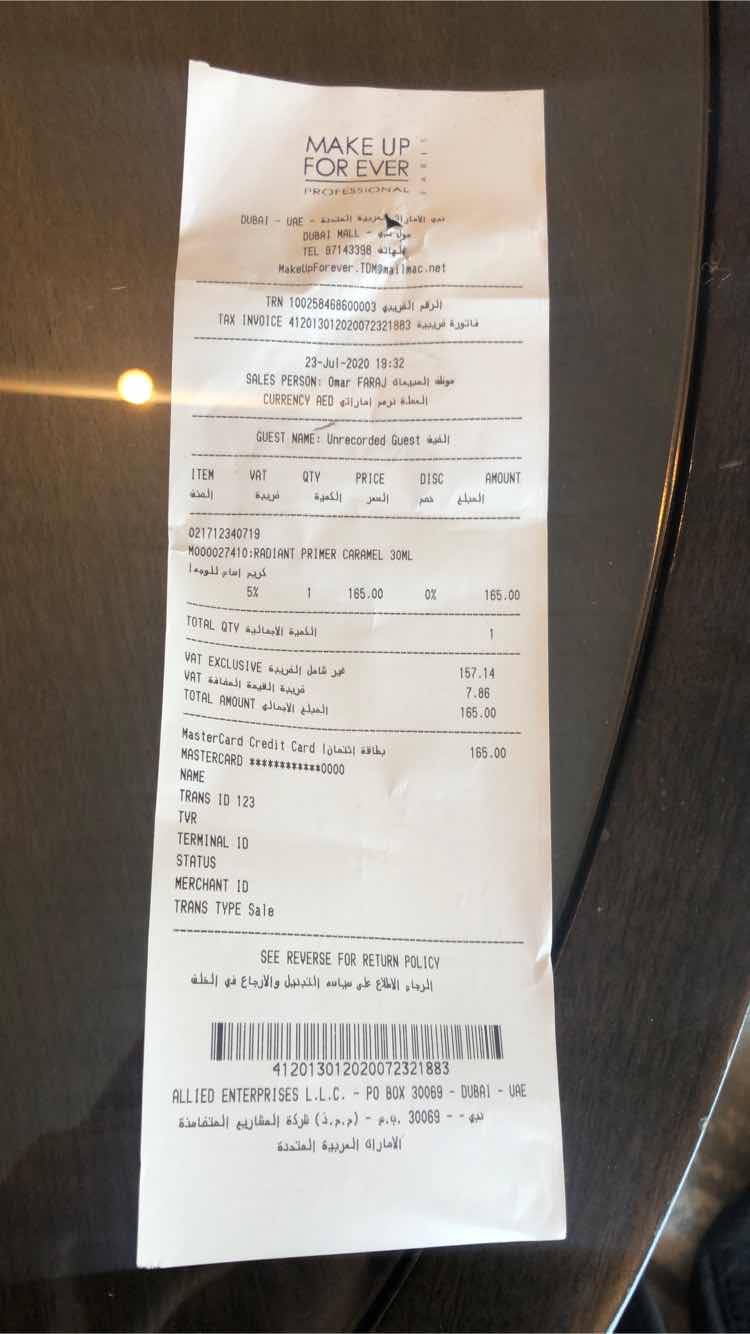 MAKE UP
FOR EVER
PROFESSIONAL
PARIS
DUBAI - UAE - دبي الامارات العربية المتحدة
DUBAI MALL - مول دبي
TEL 97143398 الهاتف
MakeUpForever.TDM@mailmac.net
TRN 100258468600003 الرقم الضريبي
TAX INVOICE 412013012020072321883 فاتورة ضريبية
23-Jul-2020 19:32
SALES PERSON: Omar FARAJ موظف المبيعات
CURRENCY AED العملة درهم اماراتي
GUEST NAME: Unrecorded Guest الضيف
ITEM VAT QTY PRICE DISC AMOUNT
الصنف ضريبة الكمية السعر خصم المبلغ
021712340719
M000027410:RADIANT PRIMER CARAMEL 30ML
كريم اساس للوجه ا
5% 1 165.00 0% 165.00
TOTAL QTY الكمية الاجمالية 1
VAT EXCLUSIVE غير شامل الضريبة 157.14
VAT ضريبة القيمة المضافة 7.86
TOTAL AMOUNT المبلغ الاجمالي 165.00
MasterCard Credit Card بطاقة إئتمان| 165.00
MASTERCARD ************0000
NAME
TRANS ID 123
TVR
TERMINAL ID
STATUS
MERCHANT ID
TRANS TYPE Sale
SEE REVERSE FOR RETURN POLICY
الرجاء الاطلاع على سياسة التبديل والارجاع في الخلف
412013012020072321883
ALLIED ENTERPRISES L.L.C. - PO BOX 30069 - DUBAI - UAE
شركة المشاريع المتضامنة (ذ.م.م) - ص.ب. 30069 - دبي -
الامارات العربية المتحدة